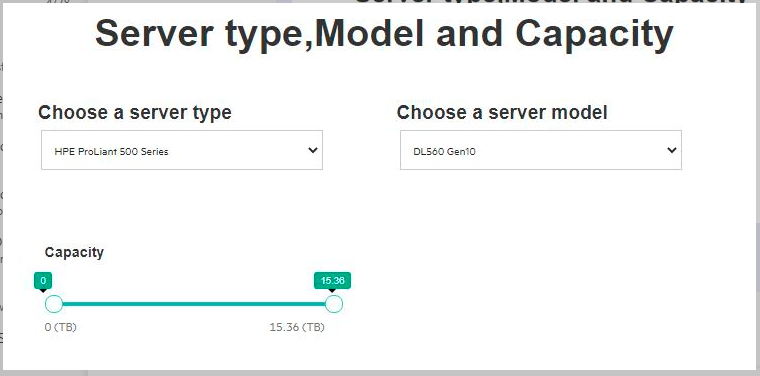 Server type,Model and Capacity
Choose a server type
Choose a server model
HPE ProLiant 500 Series
DL560 Gen10
Capacity
0
15.36
0 (TB)
15.36 (TB)